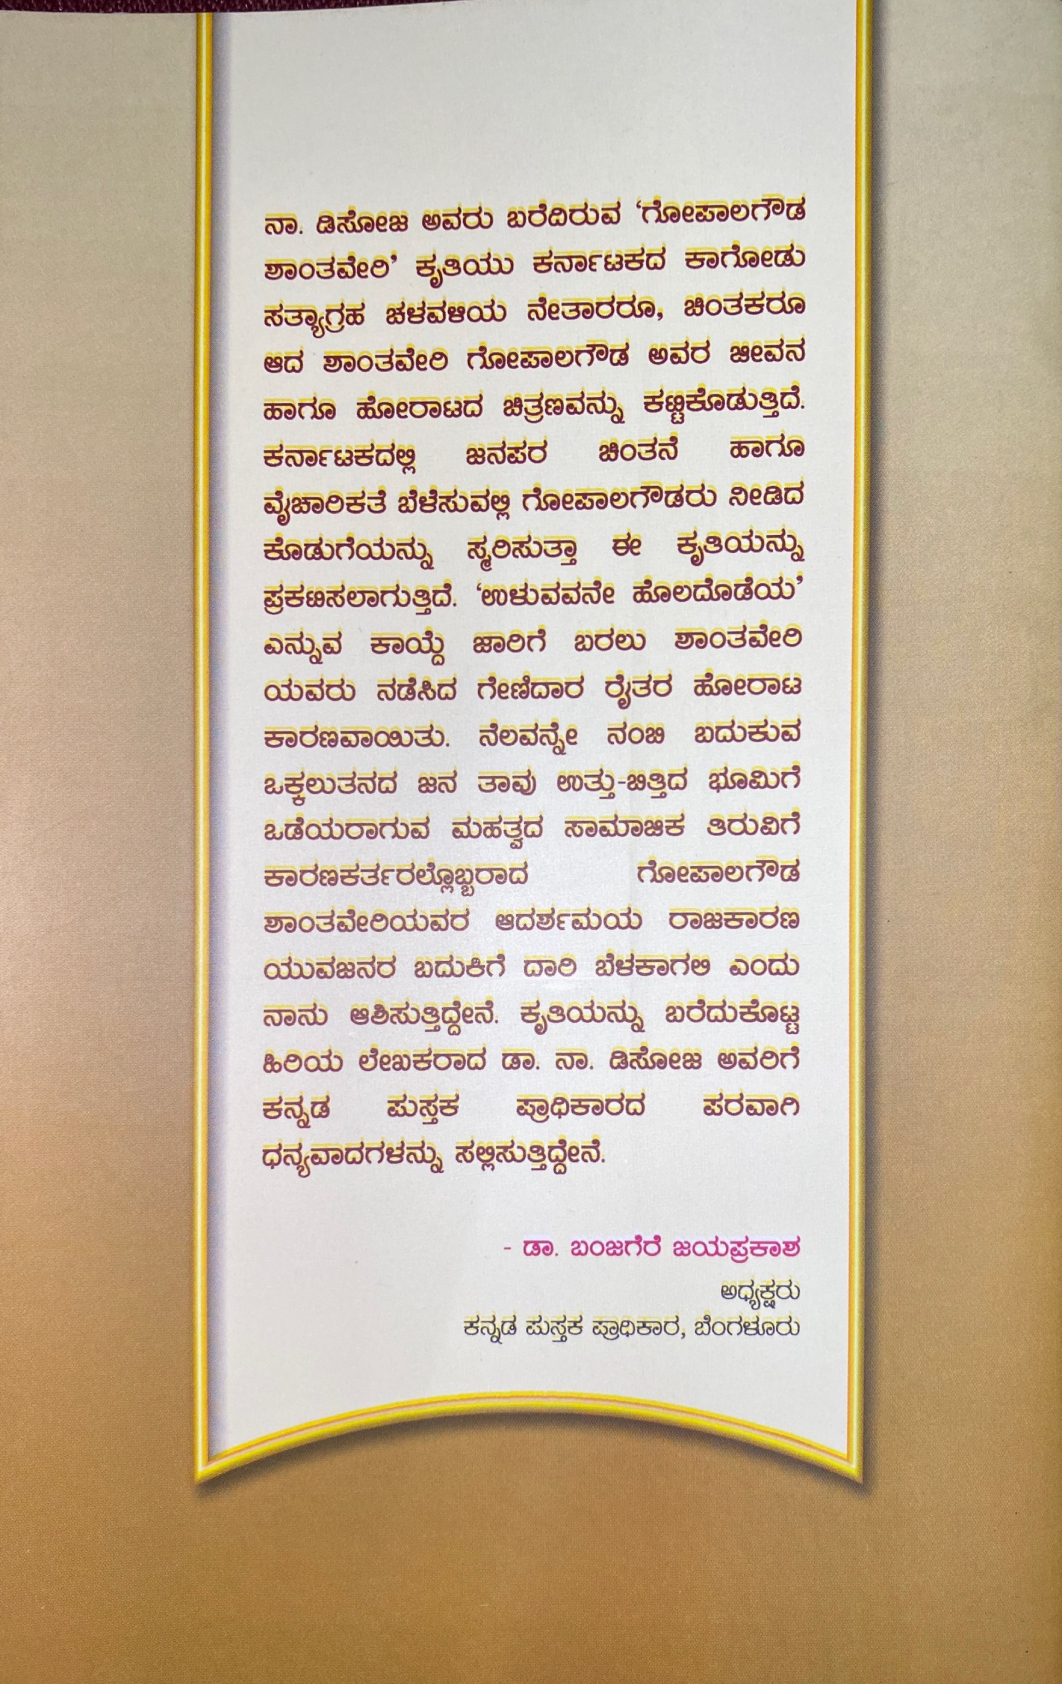 ನಾ. ಡಿಸೋಜ ಅವರು ಬರೆದಿರುವ ‘ಗೋಪಾಲಗೌಡ
ಶಾಂತವೇರಿ’ ಕೃತಿಯು ಕರ್ನಾಟಕದ ಕಾಗೋಡು
ಸತ್ಯಾಗ್ರಹ ಚಳವಳಿಯ ನೇತಾರರೂ, ಚಿಂತಕರೂ
ಆದ ಶಾಂತವೇರಿ ಗೋಪಾಲಗೌಡ ಅವರ ಜೀವನ
ಹಾಗೂ ಹೋರಾಟದ ಚಿತ್ರಣವನ್ನು ಕಟ್ಟಿಕೊಡುತ್ತಿದೆ.
ಕರ್ನಾಟಕದಲ್ಲಿ ಜನಪರ ಚಿಂತನೆ ಹಾಗೂ
ವೈಚಾರಿಕತೆ ಬೆಳೆಸುವಲ್ಲಿ ಗೋಪಾಲಗೌಡರು ನೀಡಿದ
ಕೊಡುಗೆಯನ್ನು ಸ್ಮರಿಸುತ್ತಾ ಈ ಕೃತಿಯನ್ನು
ಪ್ರಕಟಿಸಲಾಗುತ್ತಿದೆ. ‘ಉಳುವವನೇ ಹೊಲದೊಡೆಯ’
ಎನ್ನುವ ಕಾಯ್ದೆ ಜಾರಿಗೆ ಬರಲು ಶಾಂತವೇರಿ
ಯವರು ನಡೆಸಿದ ಗೇಣಿದಾರ ರೈತರ ಹೋರಾಟ
ಕಾರಣವಾಯಿತು. ನೆಲವನ್ನೇ ನಂಬಿ ಬದುಕುವ
ಒಕ್ಕಲುತನದ ಜನ ತಾವು ಉತ್ತು-ಬಿತ್ತಿದ ಭೂಮಿಗೆ
ಒಡೆಯರಾಗುವ ಮಹತ್ವದ ಸಾಮಾಜಿಕ ತಿರುವಿಗೆ
ಕಾರಣಕರ್ತರಲ್ಲೊಬ್ಬರಾದ ಗೋಪಾಲಗೌಡ
ಶಾಂತವೇರಿಯವರ ಆದರ್ಶಮಯ ರಾಜಕಾರಣ
ಯುವಜನರ ಬದುಕಿಗೆ ದಾರಿ ಬೆಳಕಾಗಲಿ ಎಂದು
ನಾನು ಆಶಿಸುತ್ತಿದ್ದೇನೆ. ಕೃತಿಯನ್ನು ಬರೆದುಕೊಟ್ಟ
ಹಿರಿಯ ಲೇಖಕರಾದ ಡಾ. ನಾ. ಡಿಸೋಜ ಅವರಿಗೆ
ಕನ್ನಡ ಪುಸ್ತಕ ಪ್ರಾಧಿಕಾರದ ಪರವಾಗಿ
ಧನ್ಯವಾದಗಳನ್ನು ಸಲ್ಲಿಸುತ್ತಿದ್ದೇನೆ.
- ಡಾ. ಬಂಜಗೆರೆ ಜಯಪ್ರಕಾಶ
ಅಧ್ಯಕ್ಷರು
ಕನ್ನಡ ಪುಸ್ತಕ ಪ್ರಾಧಿಕಾರ, ಬೆಂಗಳೂರು